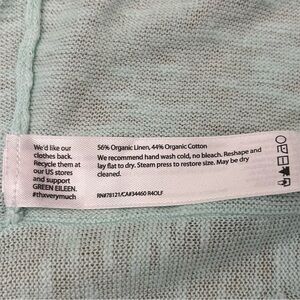 We'd like our
clothes back.
Recycle them at
our US stores
and support
GREEN EILEEN.
#thxverymuch
56% Organic Linen, 44% Organic Cotton
We recommend hand wash cold, no bleach. Reshape and
lay flat to dry. Steam press to restore size. May be dry
cleaned.
RN#78121/CA#34460 R4OLF